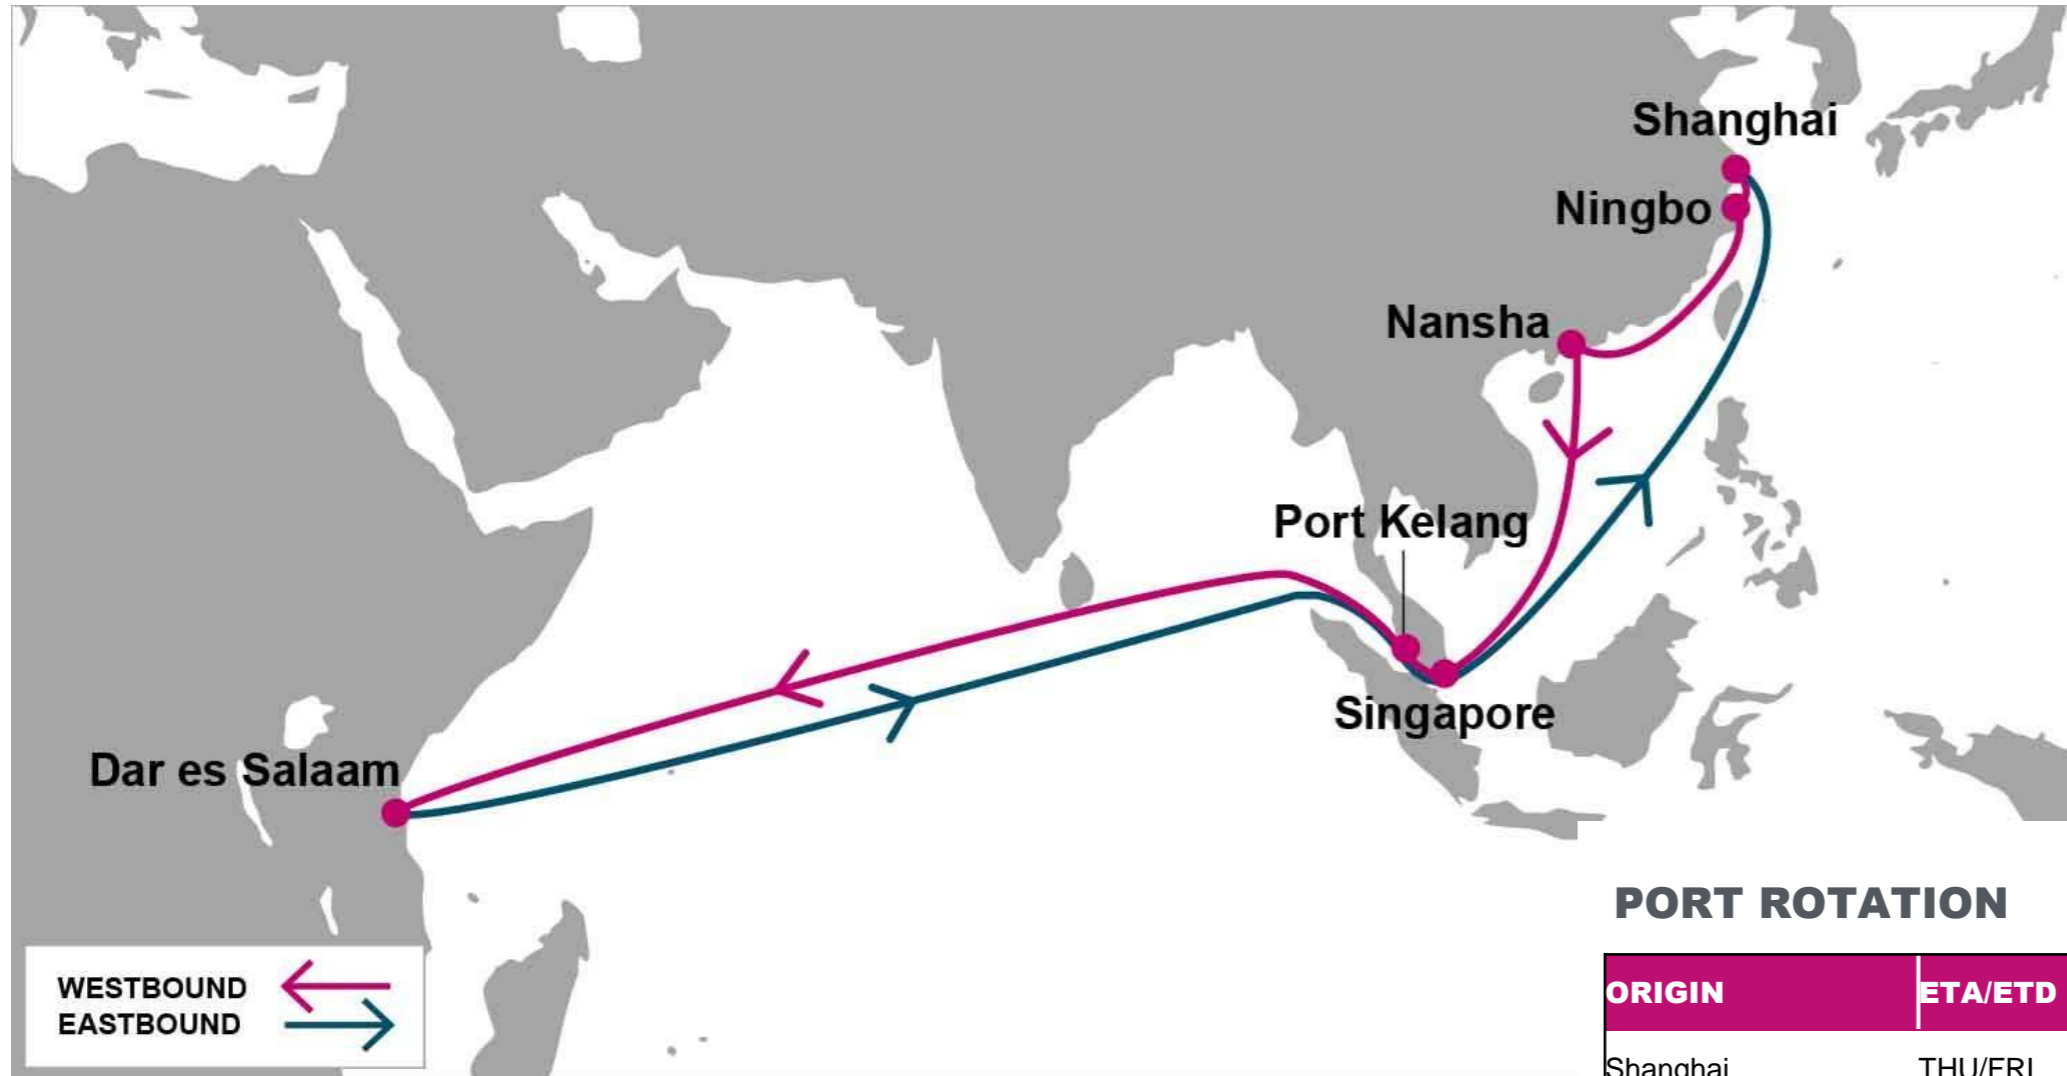 Shanghai
Ningbo
Nansha
Port Kelang
Singapore
Dar es Salaam
WESTBOUND
EASTBOUND
PORT ROTATION
ORIGIN ETA/ETD
Shanghai THU/FRI